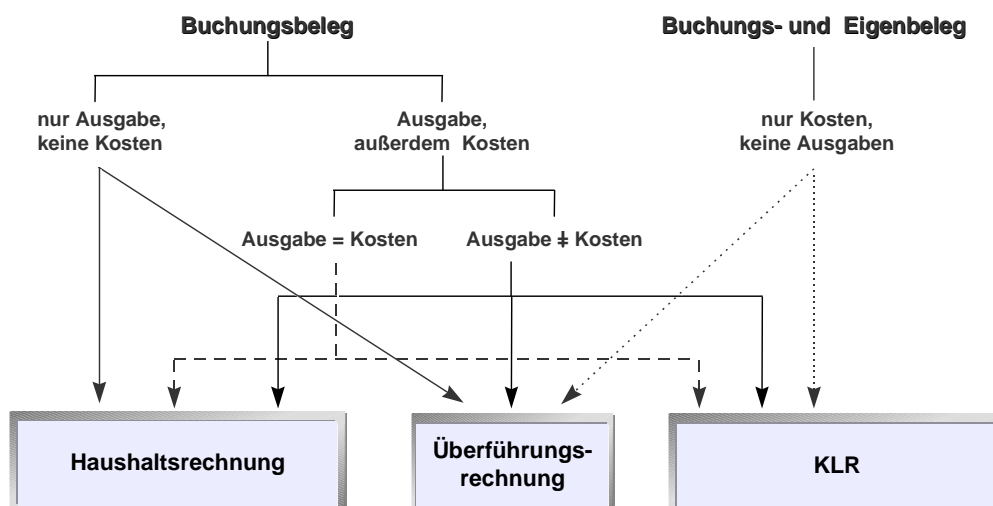 Buchungsbeleg
Buchungs- und Eigenbeleg
nur Ausgabe,
keine Kosten
Ausgabe,
außerdem Kosten
nur Kosten,
keine Ausgaben
Ausgabe = Kosten
Ausgabe ‡ Kosten
Haushaltsrechnung
Überführungs-
rechnung
KLR